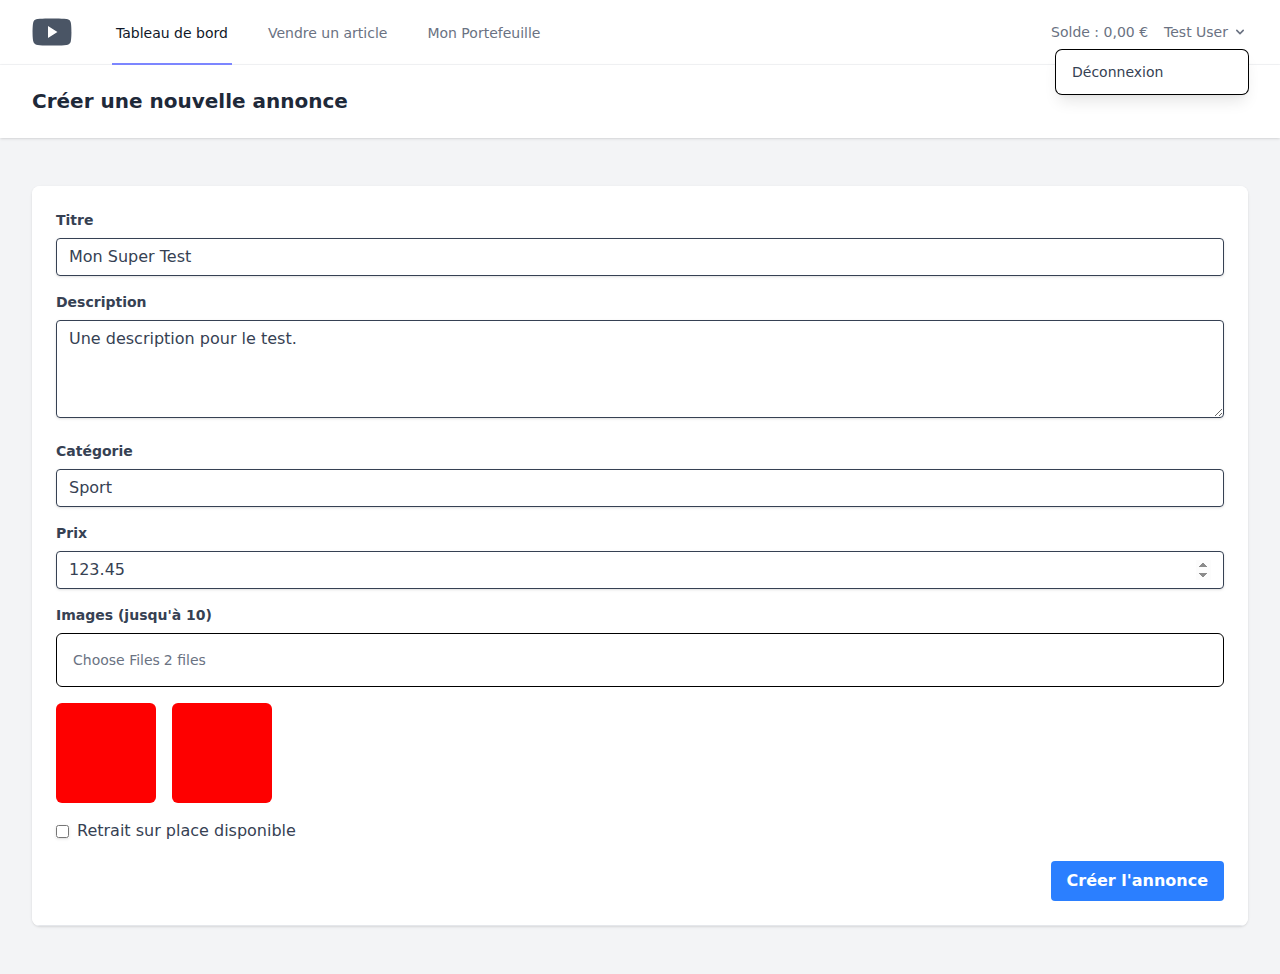 Tableau de bord
Vendre un article
Mon Portefeuille
Solde : 0,00 €
Test User
Déconnexion
Créer une nouvelle annonce
Titre
Mon Super Test
Description
Une description pour le test.
Catégorie
Sport
Prix
123.45
Images (jusqu'à 10)
Choose Files 2 files
Retrait sur place disponible
Créer l'annonce